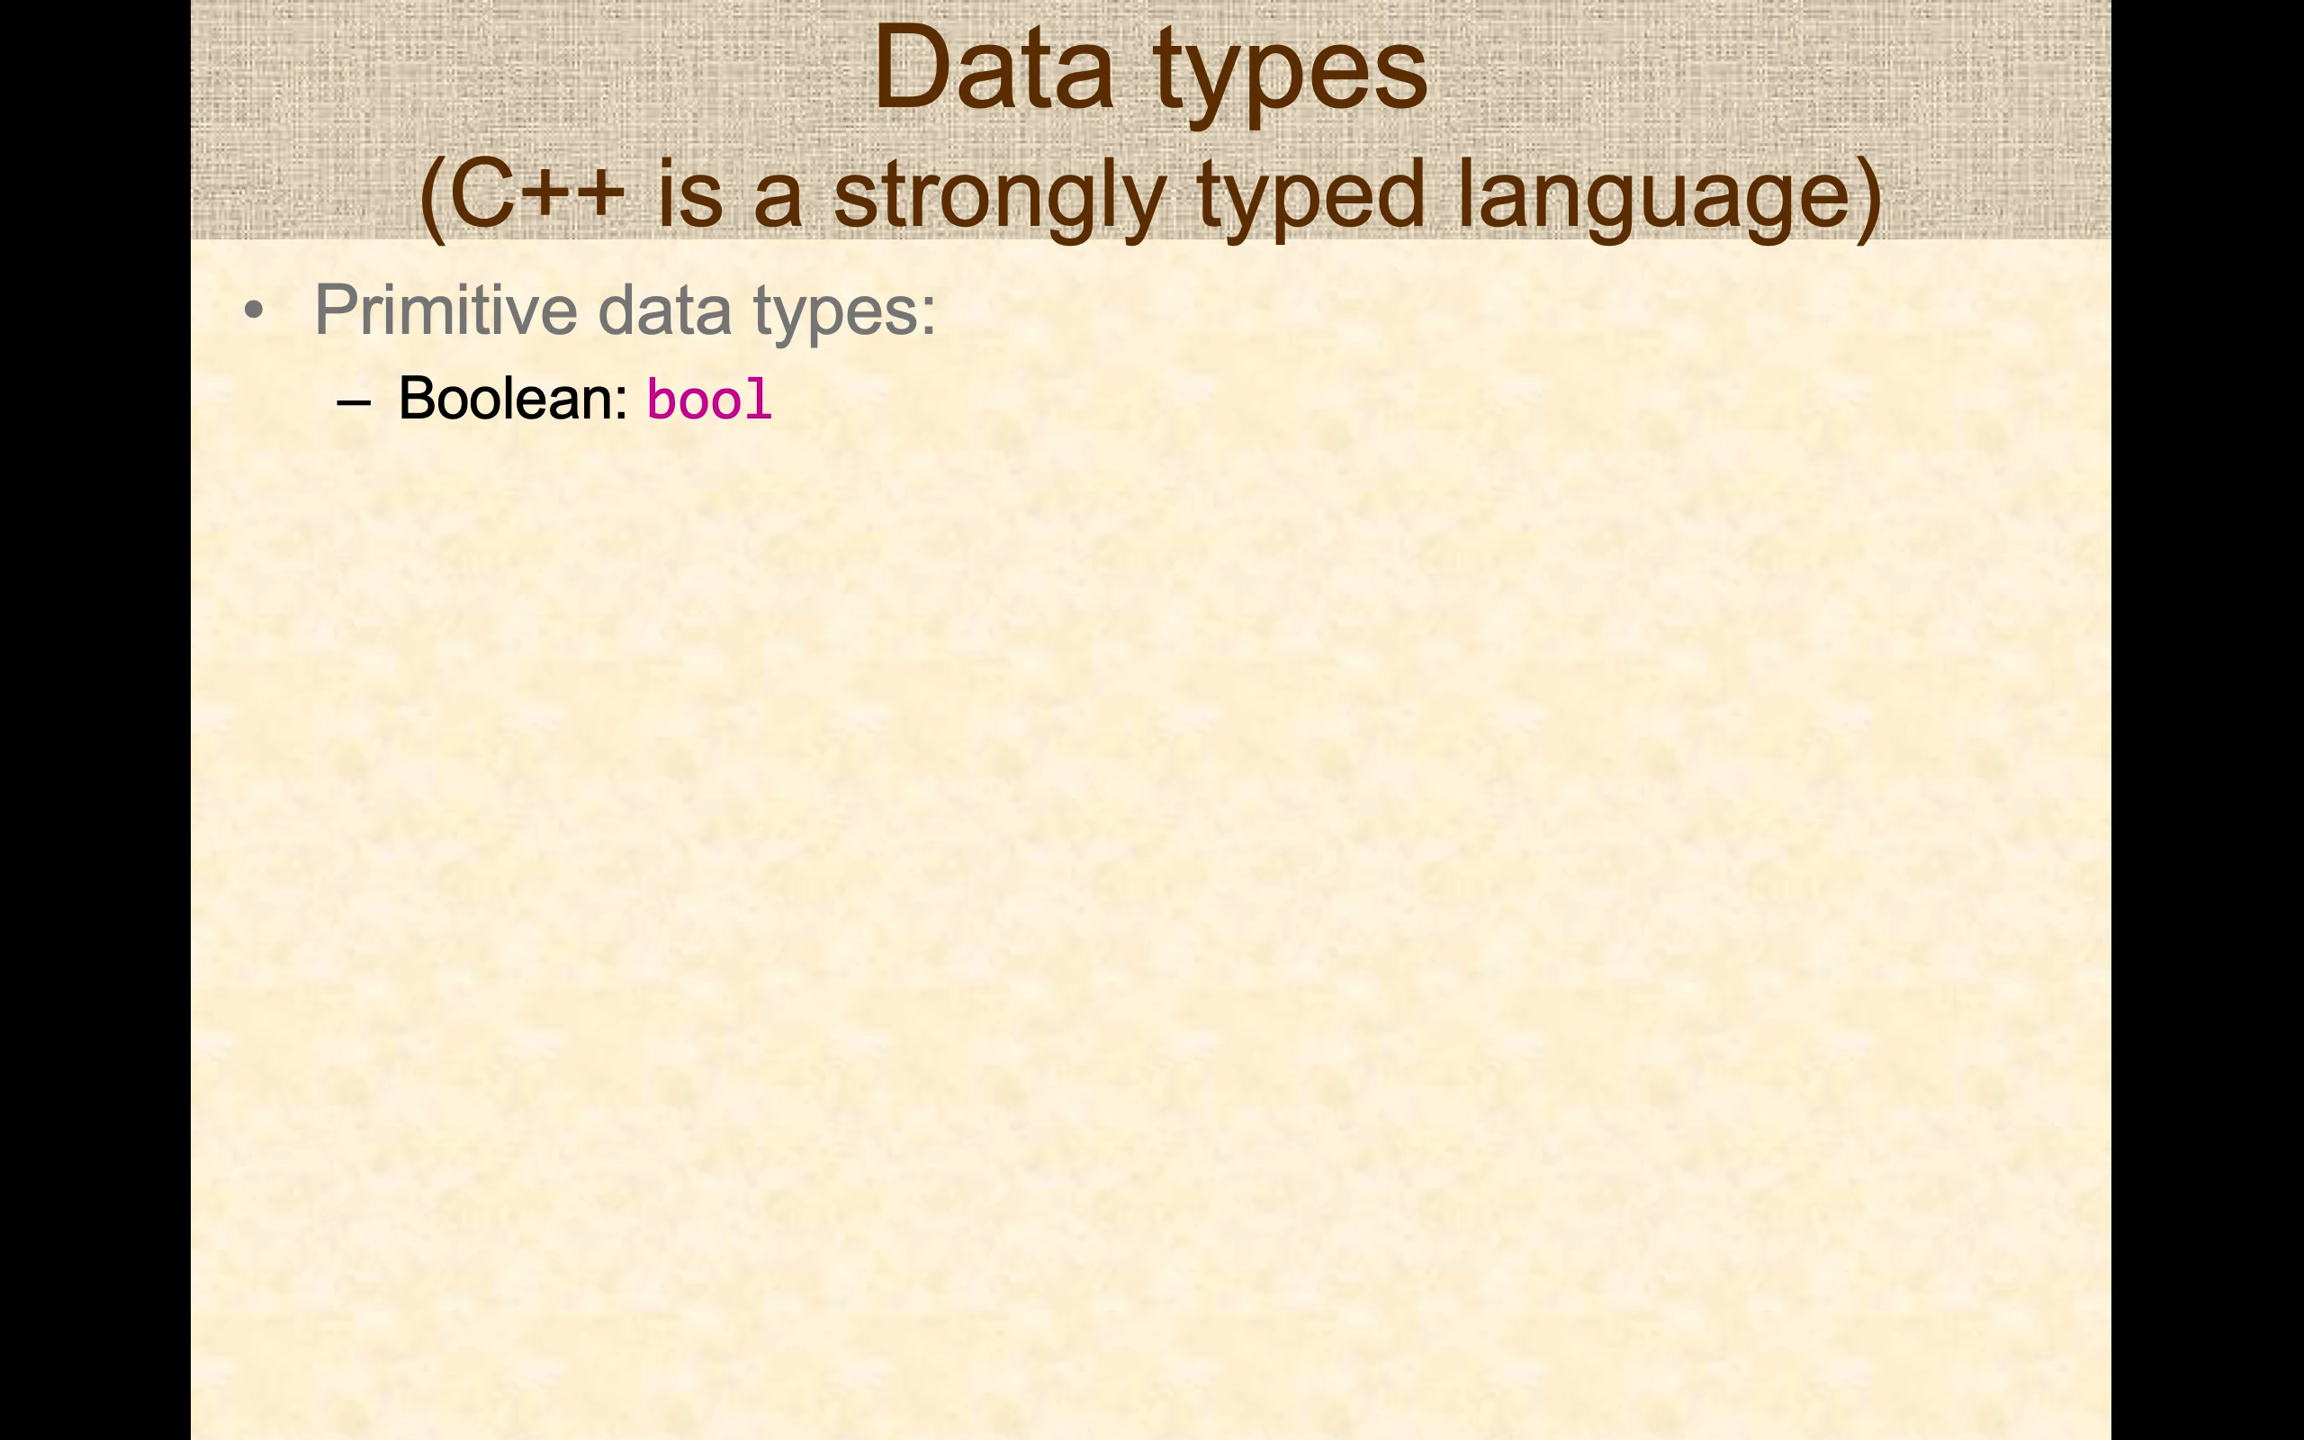 Data types
(C++ is a strongly typed language)
• Primitive data types:
– Boolean: bool